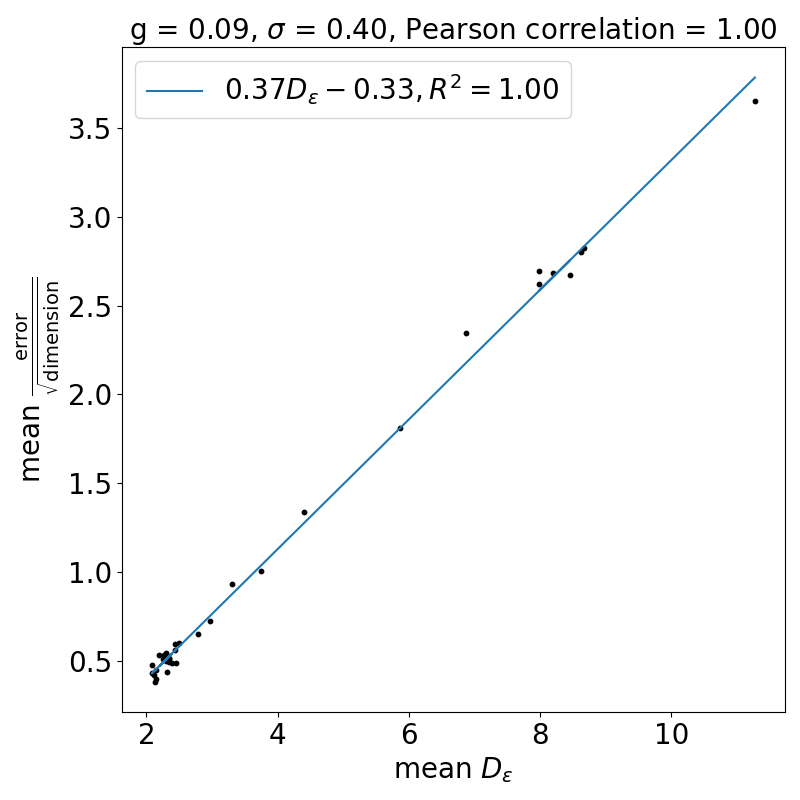 g = 0.09, σ = 0.40, Pearson correlation = 1.00
0.37D_ε − 0.33, R² = 1.00
3.5
3.0
2.5
2.0
1.5
1.0
0.5
mean error/√dimension
2 4 6 8 10
mean D_ε